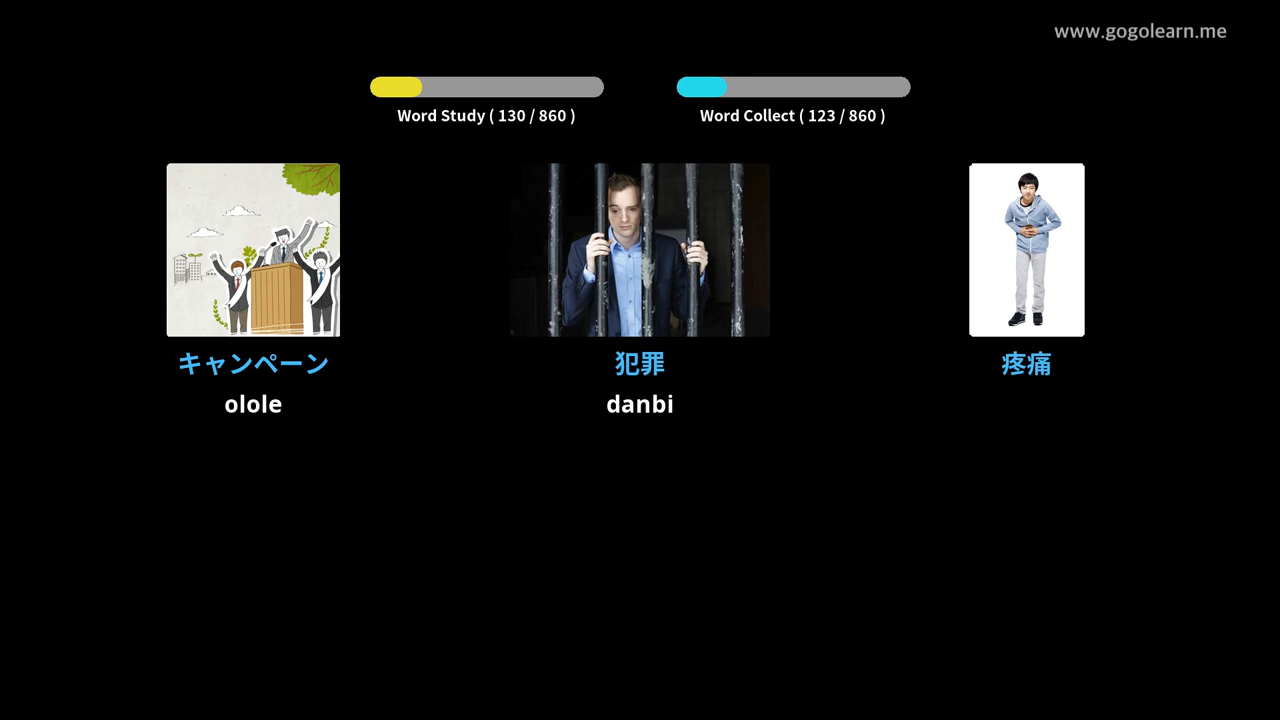 www.gogolearn.me
Word Study ( 130 / 860 )
Word Collect ( 123 / 860 )
キャンペーン
犯罪
疼痛
olole
danbi